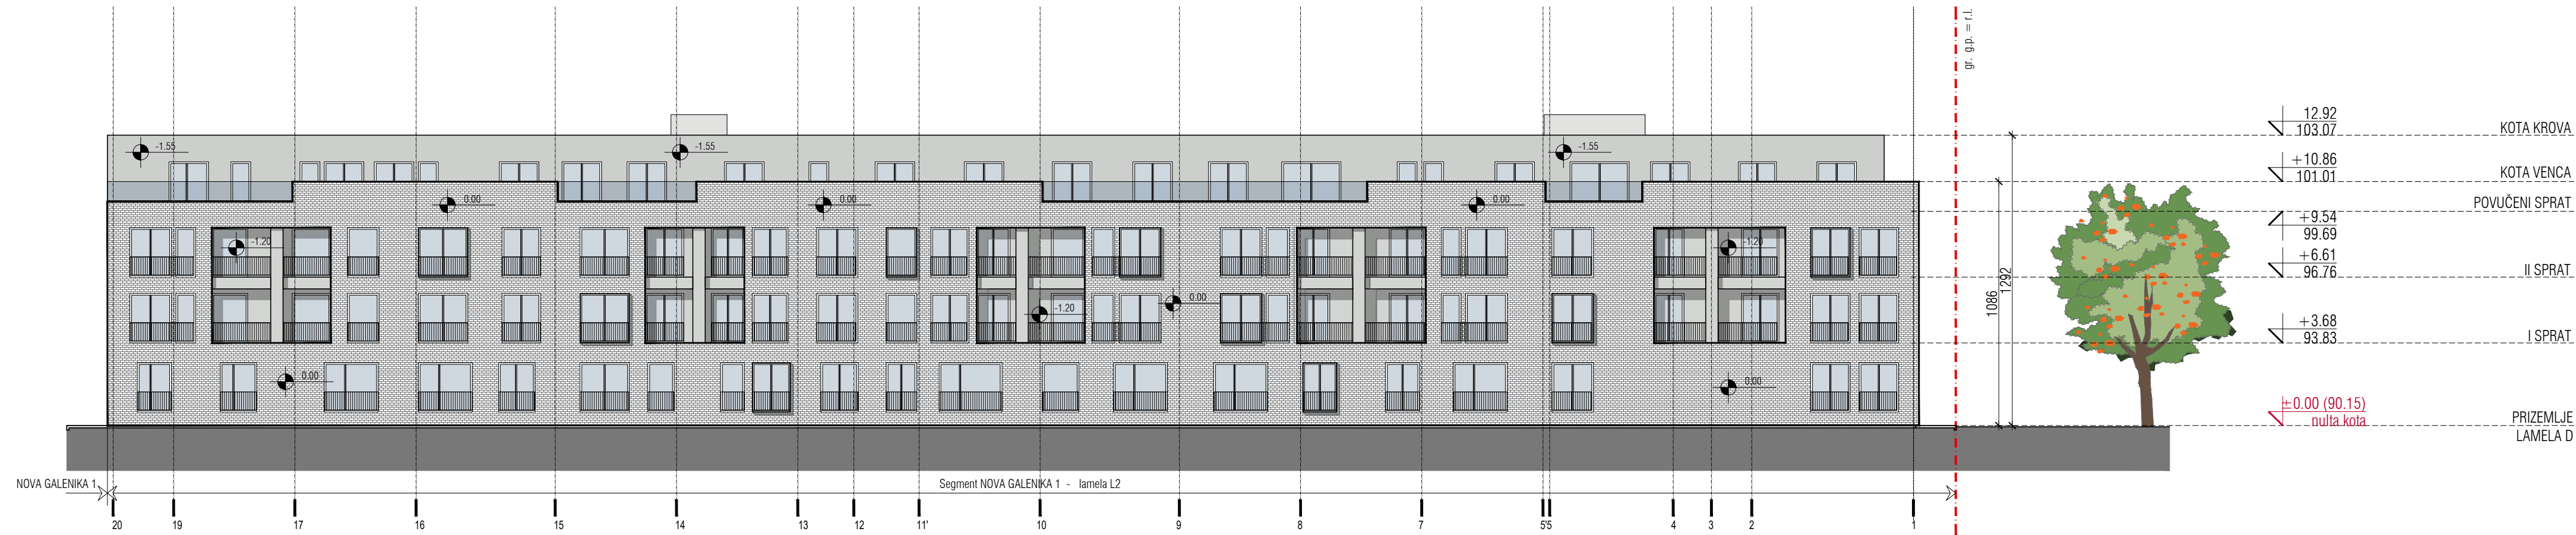 gr. g.p. = r.l.
12.92
103.07
KOTA KROVA
-1.55
-1.55
-1.55
+10.86
101.01
KOTA VENCA
0.00
0.00
0.00
POVUČENI SPRAT
+9.54
99.69
-1.20
-1.20
+6.61
96.76
II SPRAT
1292
1086
0.00
-1.20
+3.68
93.83
I SPRAT
0.00
0.00
±0.00 (90.15)
nulta kota
PRIZEMLJE
LAMELA D
NOVA GALENIKA 1
Segment NOVA GALENIKA 1 - lamela L2
20 19 17 16 15 14 13 12 11' 10 9 8 7 5'5 4 3 2 1